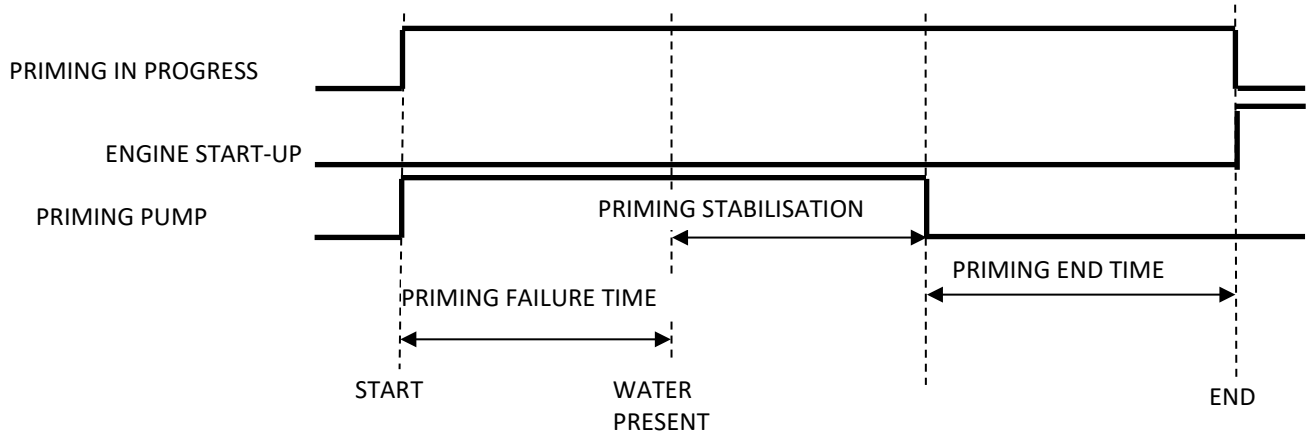 PRIMING IN PROGRESS
ENGINE START-UP
PRIMING PUMP
PRIMING STABILISATION
PRIMING END TIME
PRIMING FAILURE TIME
START
WATER
PRESENT
END